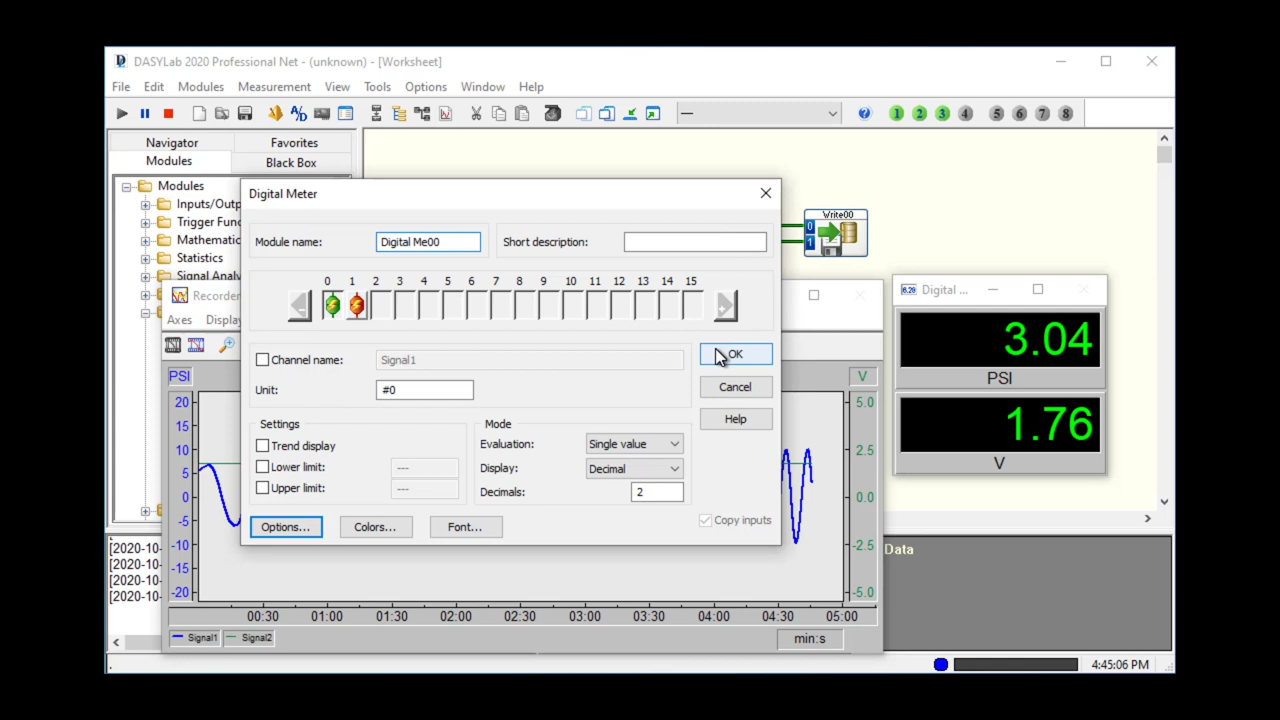 DASYLab 2020 Professional Net - (unknown) - [Worksheet]
File Edit Modules Measurement View Tools Options Window Help
A/D — ? 1 2 3 4 5 6 7 8
Navigator Favorites
Modules Black Box
Modules
Inputs/Outp
Trigger Func
Mathematic
Statistics
Signal Analy
Write00
0
1
Digital Meter
Module name: Digital Me00 Short description:
0 1 2 3 4 5 6 7 8 9 10 11 12 13 14 15
Channel name: Signal1
Unit: #0
OK
Cancel
Help
Settings
Trend display
Lower limit: ---
Upper limit: ---
Mode
Evaluation: Single value
Display: Decimal
Decimals: 2
Copy inputs
Options... Colors... Font...
Recorder
Axes Display
PSI
20
15
10
5
0
-5
-10
-15
-20
V
5.0
2.5
0.0
-2.5
-5.0
00:30 01:00 01:30 02:00 02:30 03:00 03:30 04:00 04:30 05:00
Signal1 Signal2
min:s
6.29 Digital ...
3.04
PSI
1.76
V
[2020-10-
[2020-10-
[2020-10-
[2020-10-
Data
4:45:06 PM